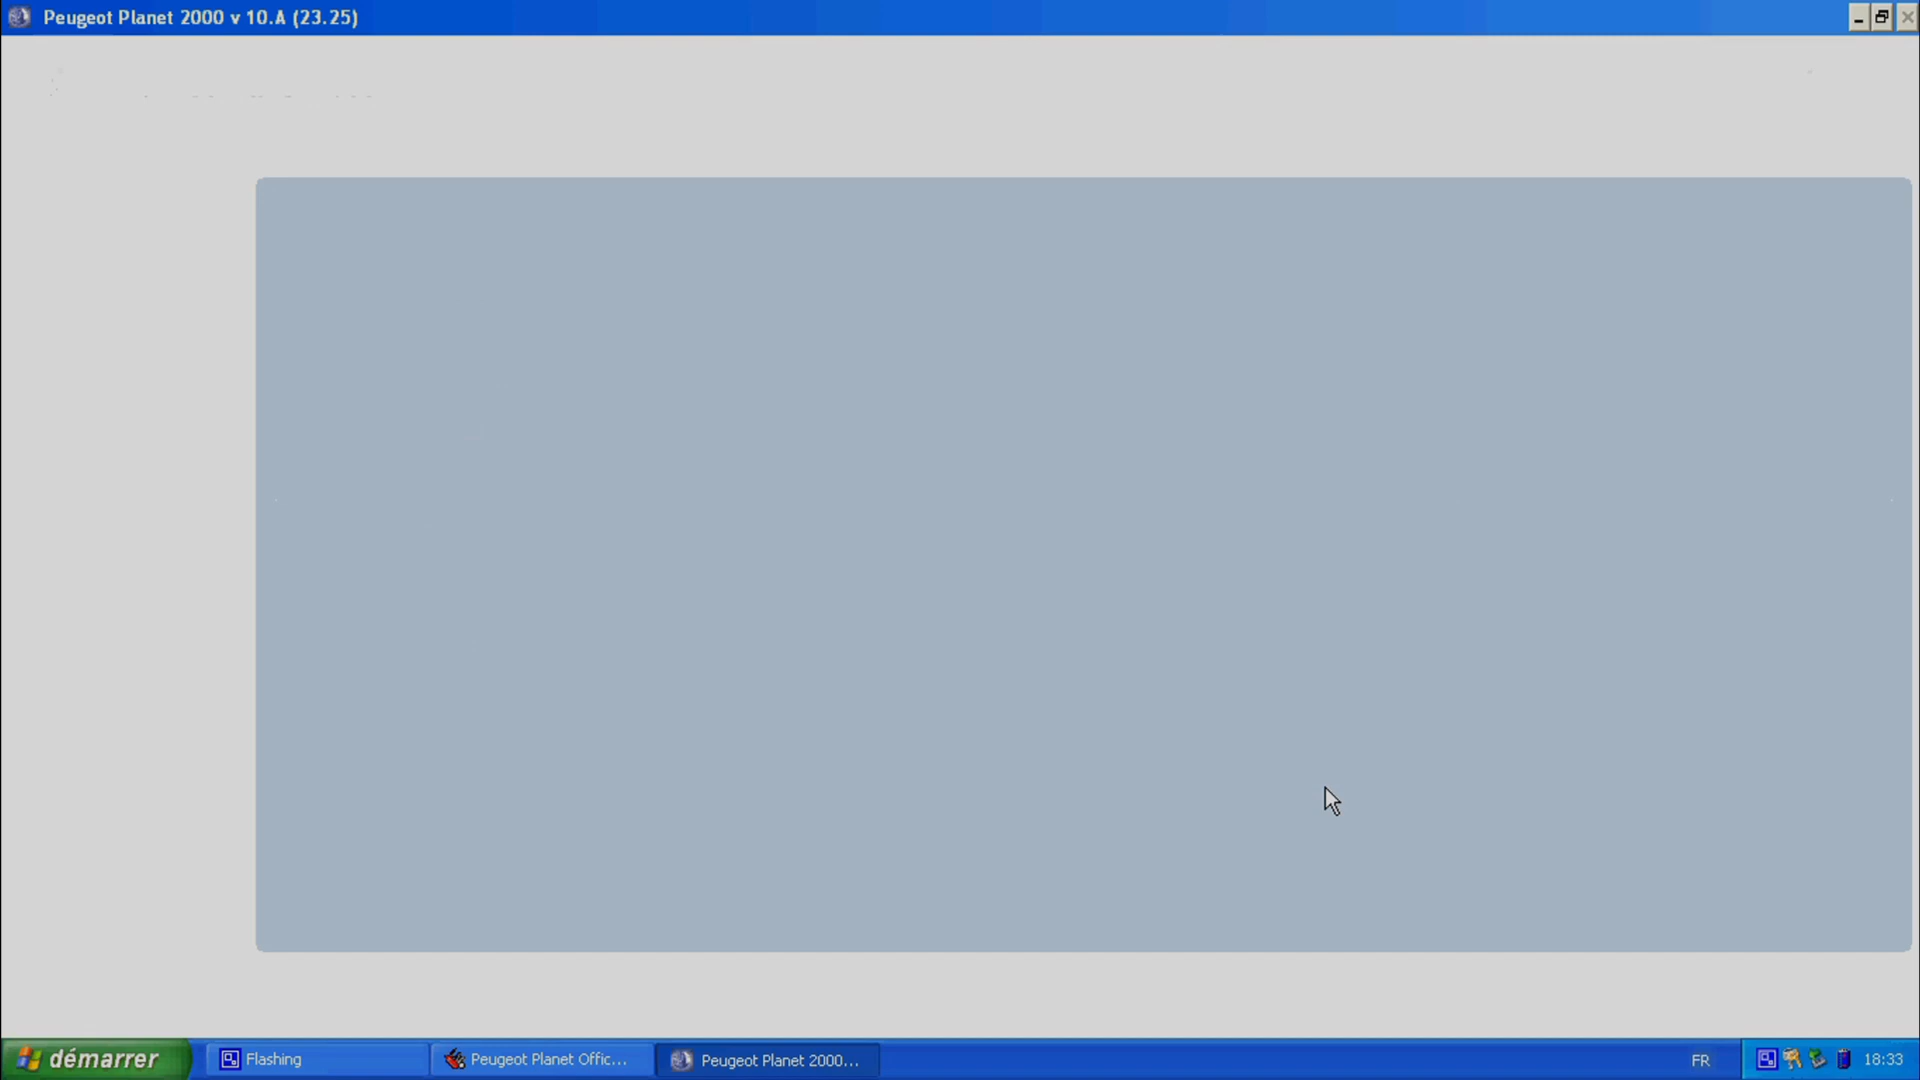 Peugeot Planet 2000 v 10.A (23.25)
démarrer
Flashing
Peugeot Planet Offic...
Peugeot Planet 2000...
FR
18:33